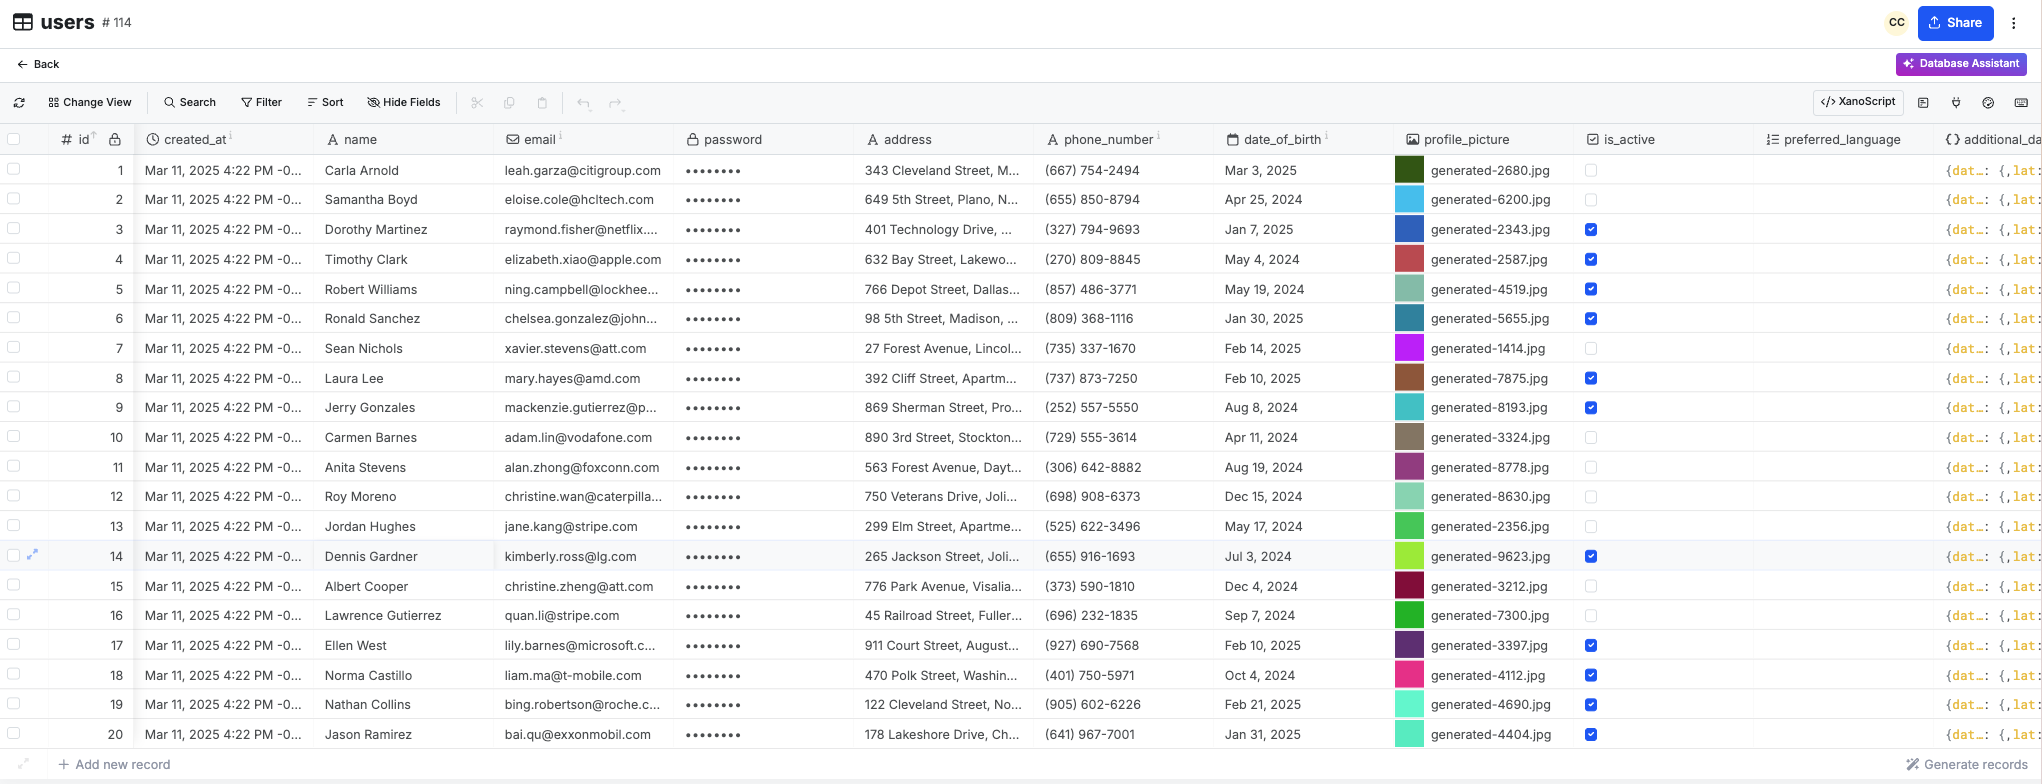 users # 114 CC Share
Back Database Assistant
Change View Search Filter Sort Hide Fields </> XanoScript
# id created_at name email password address phone_number date_of_birth profile_picture is_active preferred_language {} additional_da
1 Mar 11, 2025 4:22 PM -0... Carla Arnold leah.garza@citigroup.com •••••••• 343 Cleveland Street, M... (667) 754-2494 Mar 3, 2025 generated-2680.jpg {dat…: {,lat:
2 Mar 11, 2025 4:22 PM -0... Samantha Boyd eloise.cole@hcltech.com •••••••• 649 5th Street, Plano, N... (655) 850-8794 Apr 25, 2024 generated-6200.jpg {dat…: {,lat:
3 Mar 11, 2025 4:22 PM -0... Dorothy Martinez raymond.fisher@netflix.... •••••••• 401 Technology Drive, ... (327) 794-9693 Jan 7, 2025 generated-2343.jpg {dat…: {,lat:
4 Mar 11, 2025 4:22 PM -0... Timothy Clark elizabeth.xiao@apple.com •••••••• 632 Bay Street, Lakewo... (270) 809-8845 May 4, 2024 generated-2587.jpg {dat…: {,lat:
5 Mar 11, 2025 4:22 PM -0... Robert Williams ning.campbell@lockhee... •••••••• 766 Depot Street, Dallas... (857) 486-3771 May 19, 2024 generated-4519.jpg {dat…: {,lat:
6 Mar 11, 2025 4:22 PM -0... Ronald Sanchez chelsea.gonzalez@john... •••••••• 98 5th Street, Madison, ... (809) 368-1116 Jan 30, 2025 generated-5655.jpg {dat…: {,lat:
7 Mar 11, 2025 4:22 PM -0... Sean Nichols xavier.stevens@att.com •••••••• 27 Forest Avenue, Lincol... (735) 337-1670 Feb 14, 2025 generated-1414.jpg {dat…: {,lat:
8 Mar 11, 2025 4:22 PM -0... Laura Lee mary.hayes@amd.com •••••••• 392 Cliff Street, Apartm... (737) 873-7250 Feb 10, 2025 generated-7875.jpg {dat…: {,lat:
9 Mar 11, 2025 4:22 PM -0... Jerry Gonzales mackenzie.gutierrez@p... •••••••• 869 Sherman Street, Pro... (252) 557-5550 Aug 8, 2024 generated-8193.jpg {dat…: {,lat:
10 Mar 11, 2025 4:22 PM -0... Carmen Barnes adam.lin@vodafone.com •••••••• 890 3rd Street, Stockton... (729) 555-3614 Apr 11, 2024 generated-3324.jpg {dat…: {,lat:
11 Mar 11, 2025 4:22 PM -0... Anita Stevens alan.zhong@foxconn.com •••••••• 563 Forest Avenue, Dayt... (306) 642-8882 Aug 19, 2024 generated-8778.jpg {dat…: {,lat:
12 Mar 11, 2025 4:22 PM -0... Roy Moreno christine.wan@caterpilla... •••••••• 750 Veterans Drive, Joli... (698) 908-6373 Dec 15, 2024 generated-8630.jpg {dat…: {,lat:
13 Mar 11, 2025 4:22 PM -0... Jordan Hughes jane.kang@stripe.com •••••••• 299 Elm Street, Apartme... (525) 622-3496 May 17, 2024 generated-2356.jpg {dat…: {,lat:
14 Mar 11, 2025 4:22 PM -0... Dennis Gardner kimberly.ross@lg.com •••••••• 265 Jackson Street, Joli... (655) 916-1693 Jul 3, 2024 generated-9623.jpg {dat…: {,lat:
15 Mar 11, 2025 4:22 PM -0... Albert Cooper christine.zheng@att.com •••••••• 776 Park Avenue, Visalia... (373) 590-1810 Dec 4, 2024 generated-3212.jpg {dat…: {,lat:
16 Mar 11, 2025 4:22 PM -0... Lawrence Gutierrez quan.li@stripe.com •••••••• 45 Railroad Street, Fuller... (696) 232-1835 Sep 7, 2024 generated-7300.jpg {dat…: {,lat:
17 Mar 11, 2025 4:22 PM -0... Ellen West lily.barnes@microsoft.c... •••••••• 911 Court Street, August... (927) 690-7568 Feb 10, 2025 generated-3397.jpg {dat…: {,lat:
18 Mar 11, 2025 4:22 PM -0... Norma Castillo liam.ma@t-mobile.com •••••••• 470 Polk Street, Washin... (401) 750-5971 Oct 4, 2024 generated-4112.jpg {dat…: {,lat:
19 Mar 11, 2025 4:22 PM -0... Nathan Collins bing.robertson@roche.c... •••••••• 122 Cleveland Street, No... (905) 602-6226 Feb 21, 2025 generated-4690.jpg {dat…: {,lat:
20 Mar 11, 2025 4:22 PM -0... Jason Ramirez bai.qu@exxonmobil.com •••••••• 178 Lakeshore Drive, Ch... (641) 967-7001 Jan 31, 2025 generated-4404.jpg {dat…: {,lat:
+ Add new record Generate records